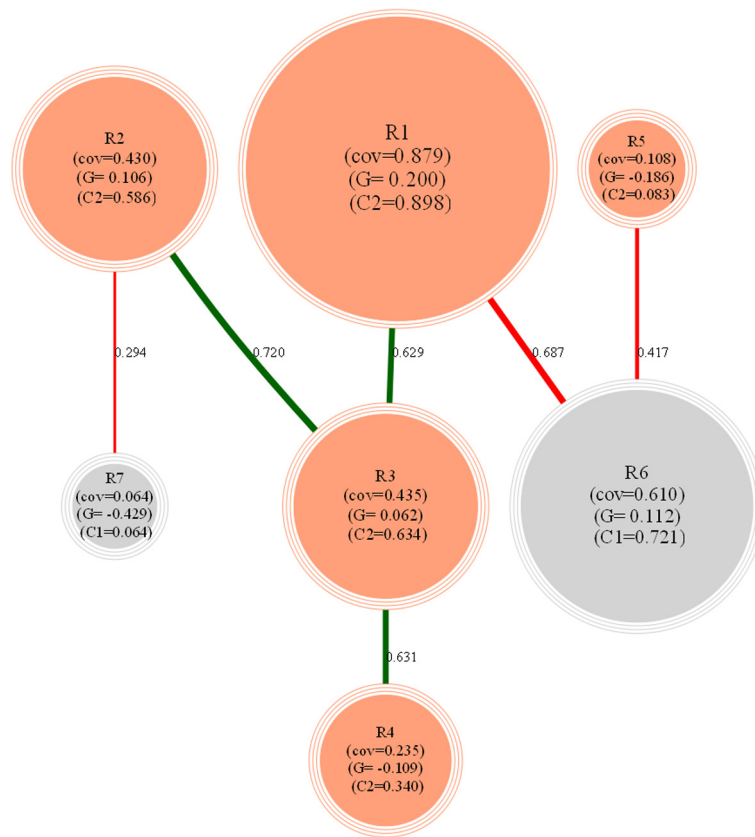 R1
(cov=0.879)
(G= 0.200)
(C2=0.898)
R2
(cov=0.430)
(G= 0.106)
(C2=0.586)
R5
(cov=0.108)
(G= -0.186)
(C2=0.083)
0.294
0.720
0.629
0.687
0.417
R7
(cov=0.064)
(G= -0.429)
(C1=0.064)
R3
(cov=0.435)
(G= 0.062)
(C2=0.634)
R6
(cov=0.610)
(G= 0.112)
(C1=0.721)
0.631
R4
(cov=0.235)
(G= -0.109)
(C2=0.340)